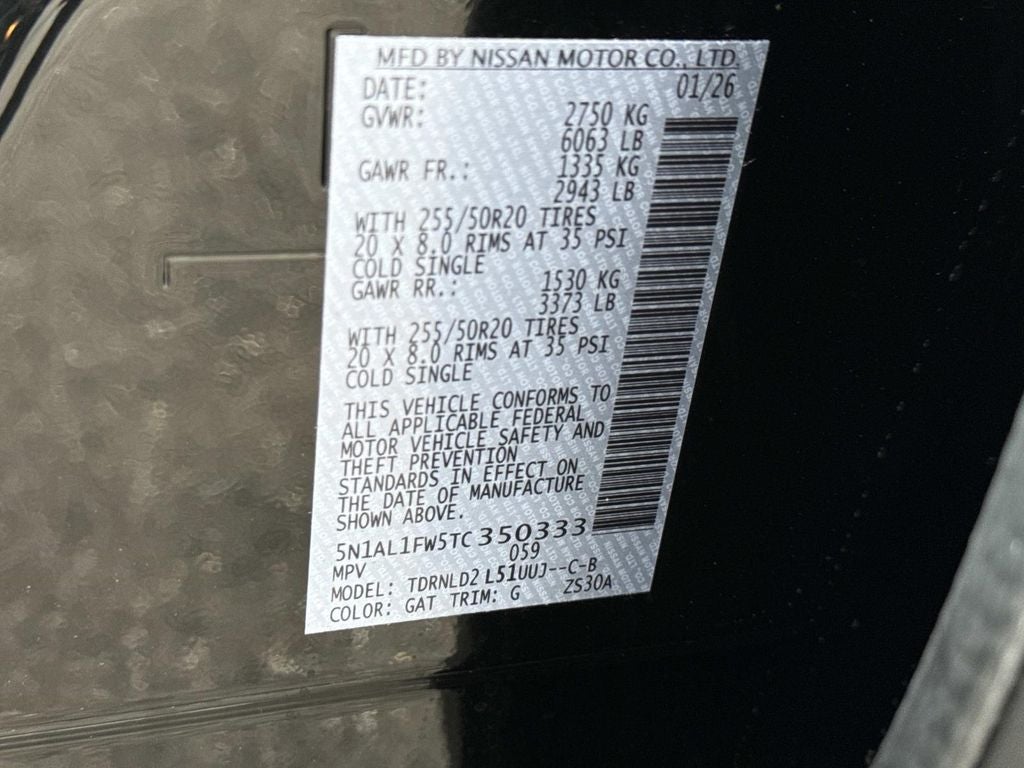 MFD BY NISSAN MOTOR CO., LTD.
DATE: 01/26
GVWR: 2750 KG
6063 LB
GAWR FR.: 1335 KG
2943 LB
WITH 255/50R20 TIRES
20 X 8.0 RIMS AT 35 PSI
COLD SINGLE
GAWR RR.: 1530 KG
3373 LB
WITH 255/50R20 TIRES
20 X 8.0 RIMS AT 35 PSI
COLD SINGLE
THIS VEHICLE CONFORMS TO
ALL APPLICABLE FEDERAL
MOTOR VEHICLE SAFETY AND
THEFT PREVENTION
STANDARDS IN EFFECT ON
THE DATE OF MANUFACTURE
SHOWN ABOVE.
5N1AL1FW5TC350333
MPV 059
MODEL: TDRNLD2 L51UUJ--C-B
COLOR: GAT TRIM: G ZS30A